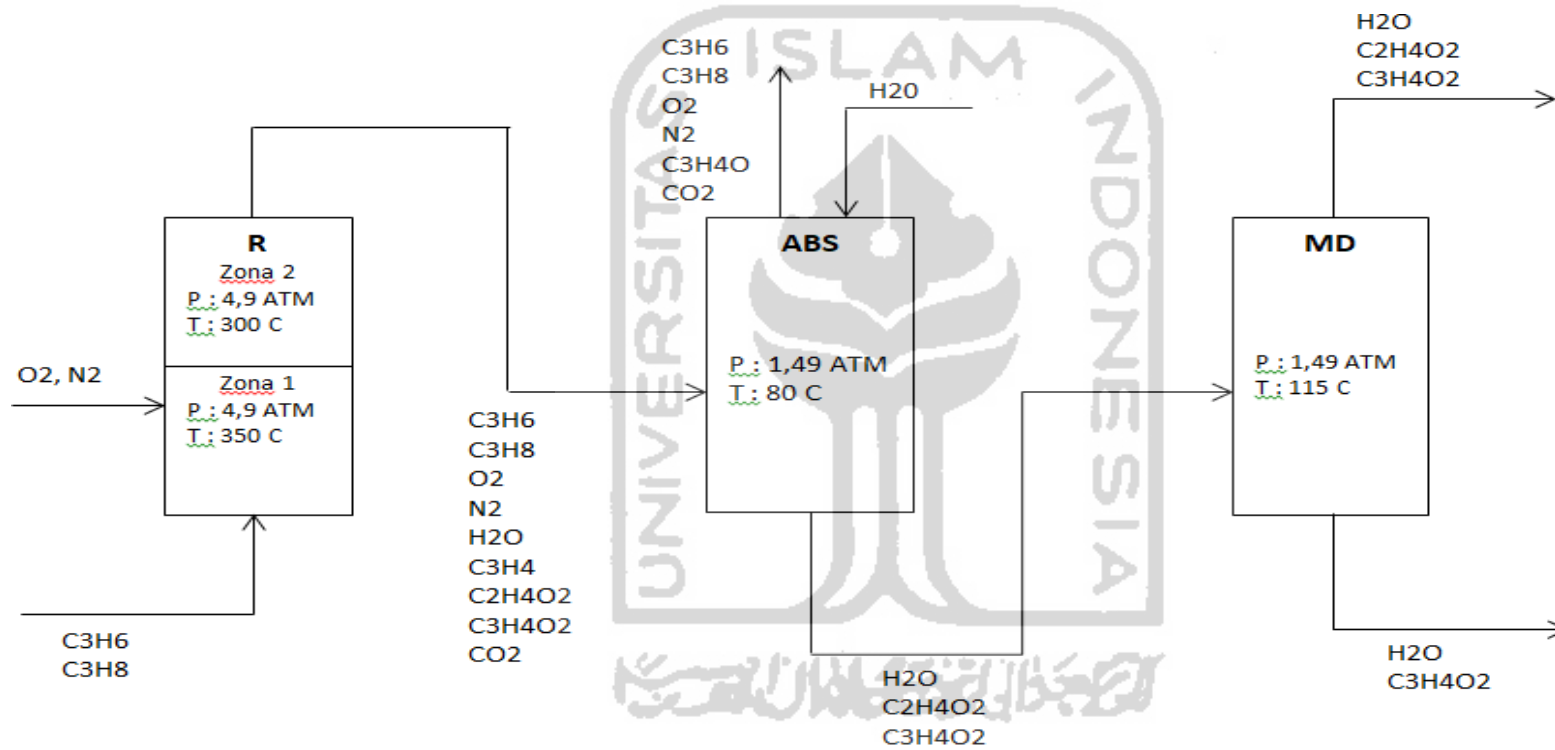 O2, N2
C3H6
C3H8
R
Zona 2
P : 4,9 ATM
T : 300 C
Zona 1
P : 4,9 ATM
T : 350 C
C3H6
C3H8
O2
N2
H2O
C3H4
C2H4O2
C3H4O2
CO2
C3H6
C3H8
O2
N2
C3H4O
CO2
H20
ABS
P : 1,49 ATM
T : 80 C
H2O
C2H4O2
C3H4O2
MD
P : 1,49 ATM
T : 115 C
H2O
C2H4O2
C3H4O2
H2O
C3H4O2
UNIVERSITAS ISLAM INDONESIA